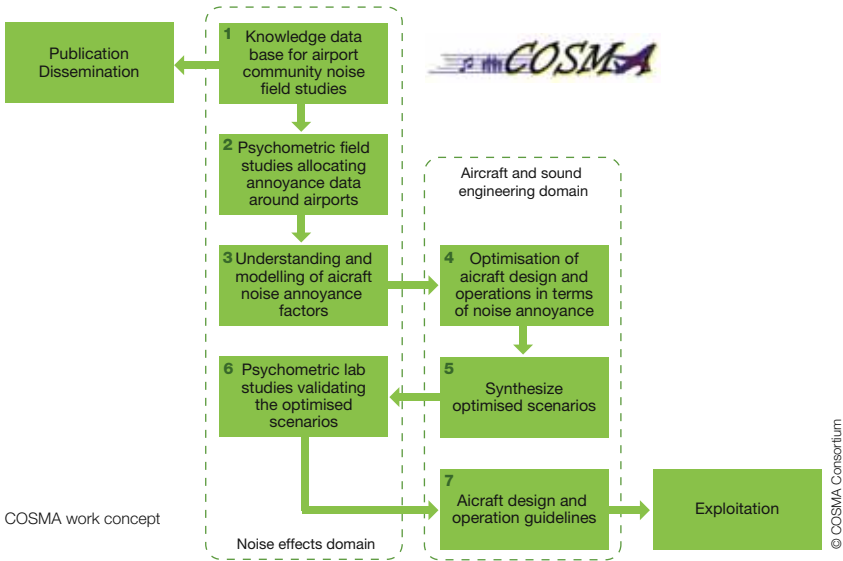 Publication
Dissemination
1 Knowledge data
base for airport
community noise
field studies
COSMA
2 Psychometric field
studies allocating
annoyance data
around airports
Aircraft and sound
engineering domain
3 Understanding and
modelling of aicraft
noise annoyance
factors
4 Optimisation of
aicraft design and
operations in terms
of noise annoyance
6 Psychometric lab
studies validating
the optimised
scenarios
5
Synthesize
optimised scenarios
7
Aicraft design and
operation guidelines
Exploitation
COSMA work concept
Noise effects domain
© COSMA Consortium